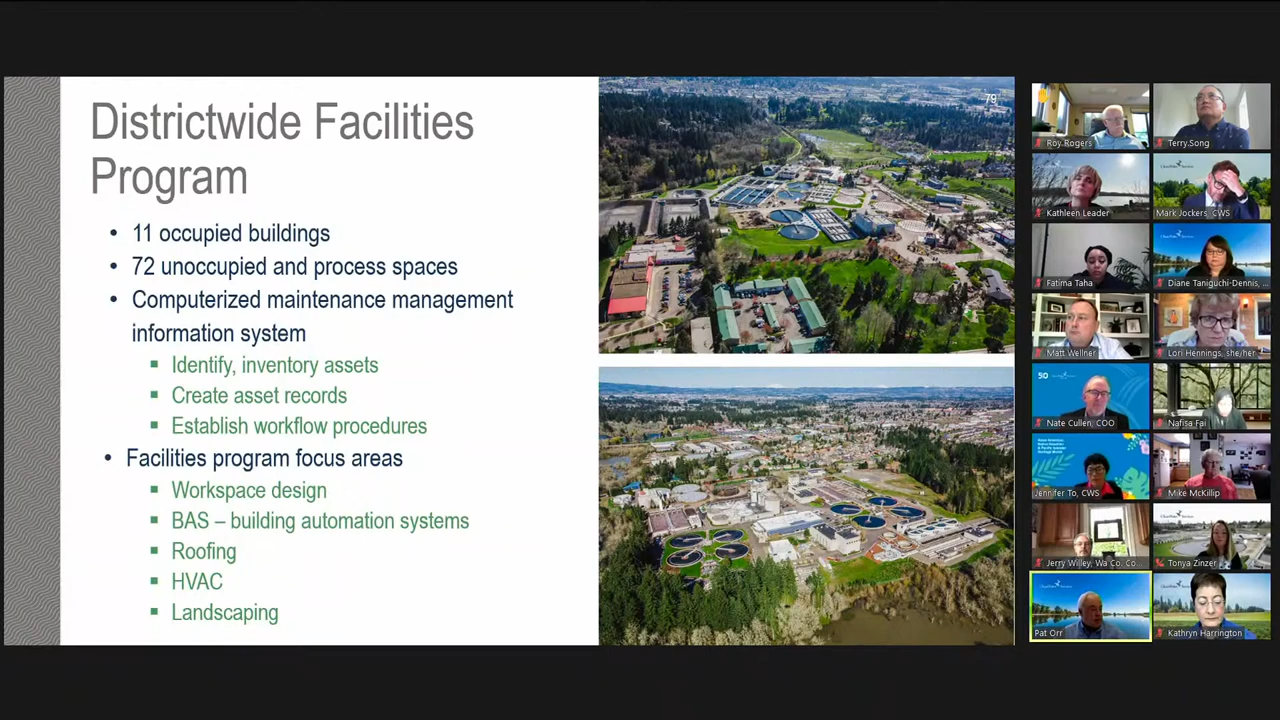 Districtwide Facilities
Program
• 11 occupied buildings
• 72 unoccupied and process spaces
• Computerized maintenance management
information system
▪ Identify, inventory assets
▪ Create asset records
▪ Establish workflow procedures
• Facilities program focus areas
▪ Workspace design
▪ BAS – building automation systems
▪ Roofing
▪ HVAC
▪ Landscaping
79
Roy Rogers
Terry Song
Kathleen Leader
Mark Jockers, CWS
Fatima Taha
Diane Taniguchi-Dennis, ...
Matt Wellner
Lori Hennings, she/her
50
Nate Cullen, COO
Nafisa Fai
Jennifer To, CWS
Mike McKillip
Jerry Willey, Wa Co. Co...
Tonya Zinzer
Pat Orr
Kathryn Harrington